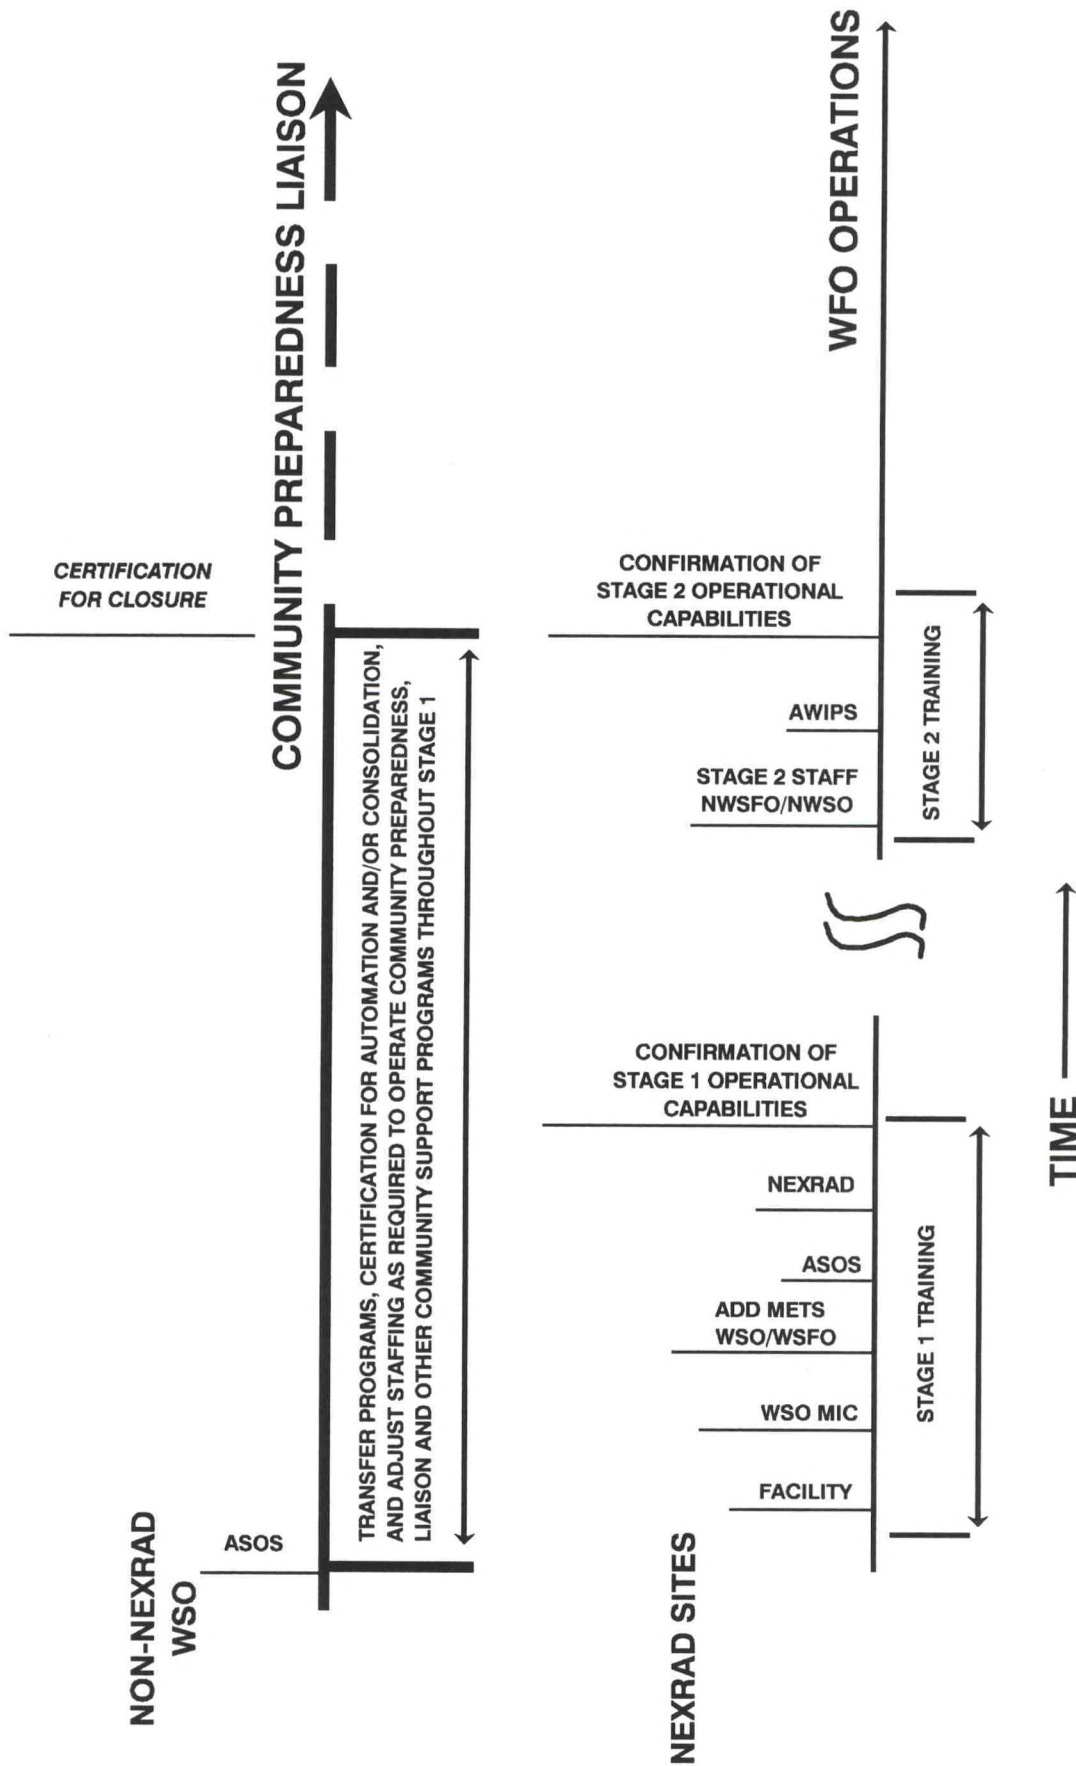 NON-NEXRAD
WSO
ASOS
CERTIFICATION
FOR CLOSURE
COMMUNITY PREPAREDNESS LIAISON
TRANSFER PROGRAMS, CERTIFICATION FOR AUTOMATION AND/OR CONSOLIDATION,
AND ADJUST STAFFING AS REQUIRED TO OPERATE COMMUNITY PREPAREDNESS,
LIAISON AND OTHER COMMUNITY SUPPORT PROGRAMS THROUGHOUT STAGE 1
NEXRAD SITES
FACILITY
WSO MIC
ADD METS
WSO/WSFO
ASOS
NEXRAD
CONFIRMATION OF
STAGE 1 OPERATIONAL
CAPABILITIES
STAGE 2 STAFF
NWSFO/NWSO
AWIPS
CONFIRMATION OF
STAGE 2 OPERATIONAL
CAPABILITIES
WFO OPERATIONS
STAGE 1 TRAINING
STAGE 2 TRAINING
TIME